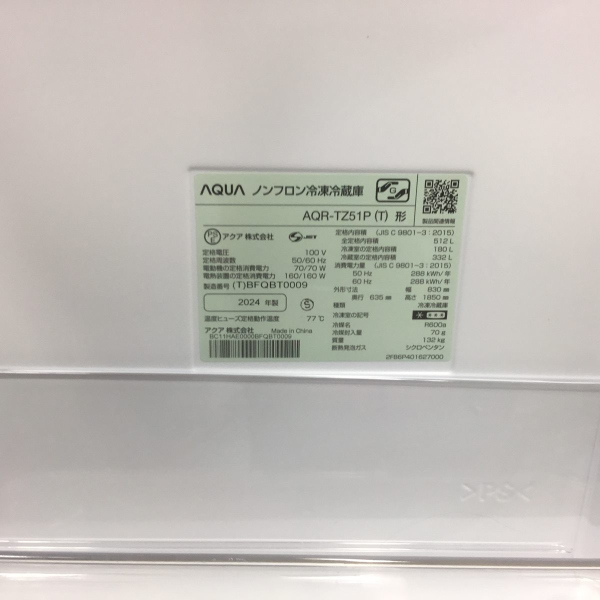 AQUA ノンフロン冷凍冷蔵庫
AQR-TZ51P (T) 形
製品関連情報
アクア 株式会社
定格電圧 100 V
定格周波数 50/60 Hz
電動機の定格消費電力 70/70 W
電熱装置の定格消費電力 160/160 W
製造番号 (T)BFQBT0009
2024 年製
温度ヒューズ定格動作温度 77℃
アクア 株式会社 Made in China
BC11HAE0002BFQBT0009
定格内容積 (JIS C 9801-3 : 2015)
全定格内容積 512 L
冷凍室の定格内容積 180 L
冷蔵室の定格内容積 332 L
消費電力量 (JIS C 9801-3 : 2015)
50 Hz 288 kWh/年
60 Hz 288 kWh/年
外形寸法 幅 830 mm
奥行 635 mm 高さ 1850 mm
種類 冷凍冷蔵庫
冷凍室の記号
冷媒名 R600a
冷媒封入量 70 g
質量 132 kg
断熱発泡ガス シクロペンタン
2FB6P401627000
>PS<